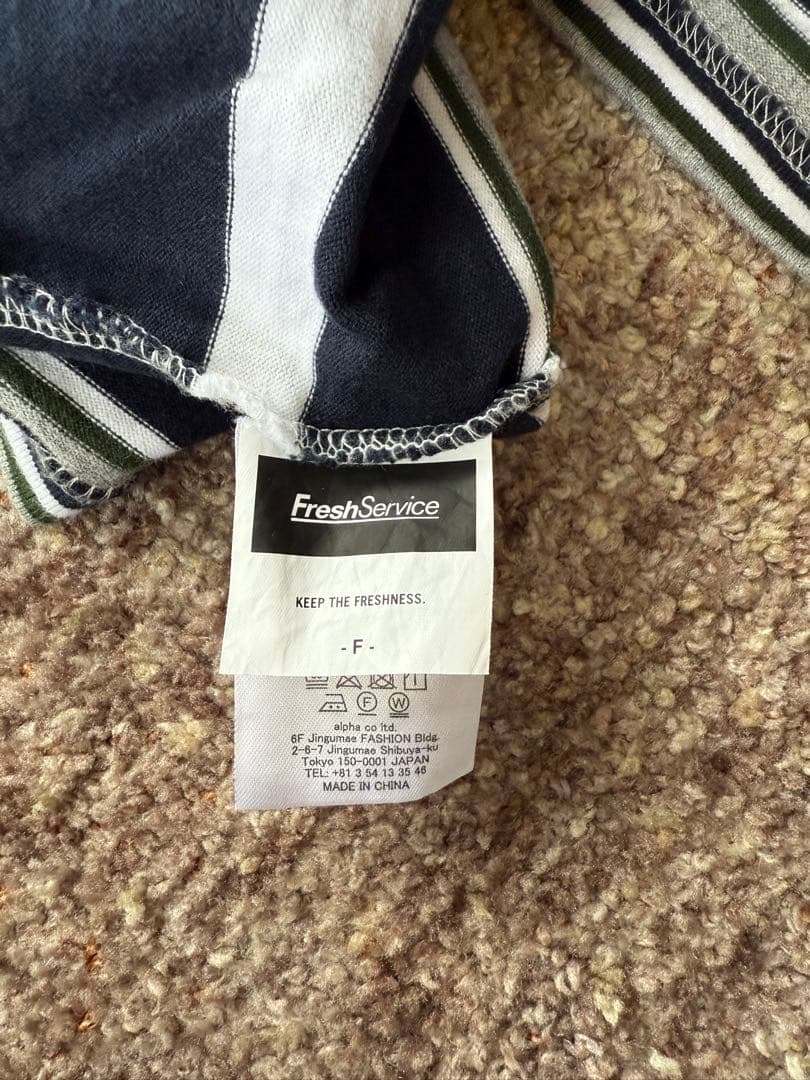 FreshService
KEEP THE FRESHNESS.
- F -
F W
alpha co ltd.
6F Jingumae FASHION Bldg.
2-6-7 Jingumae Shibuya-ku
Tokyo 150-0001 JAPAN
TEL: +81 3 54 13 35 46
MADE IN CHINA